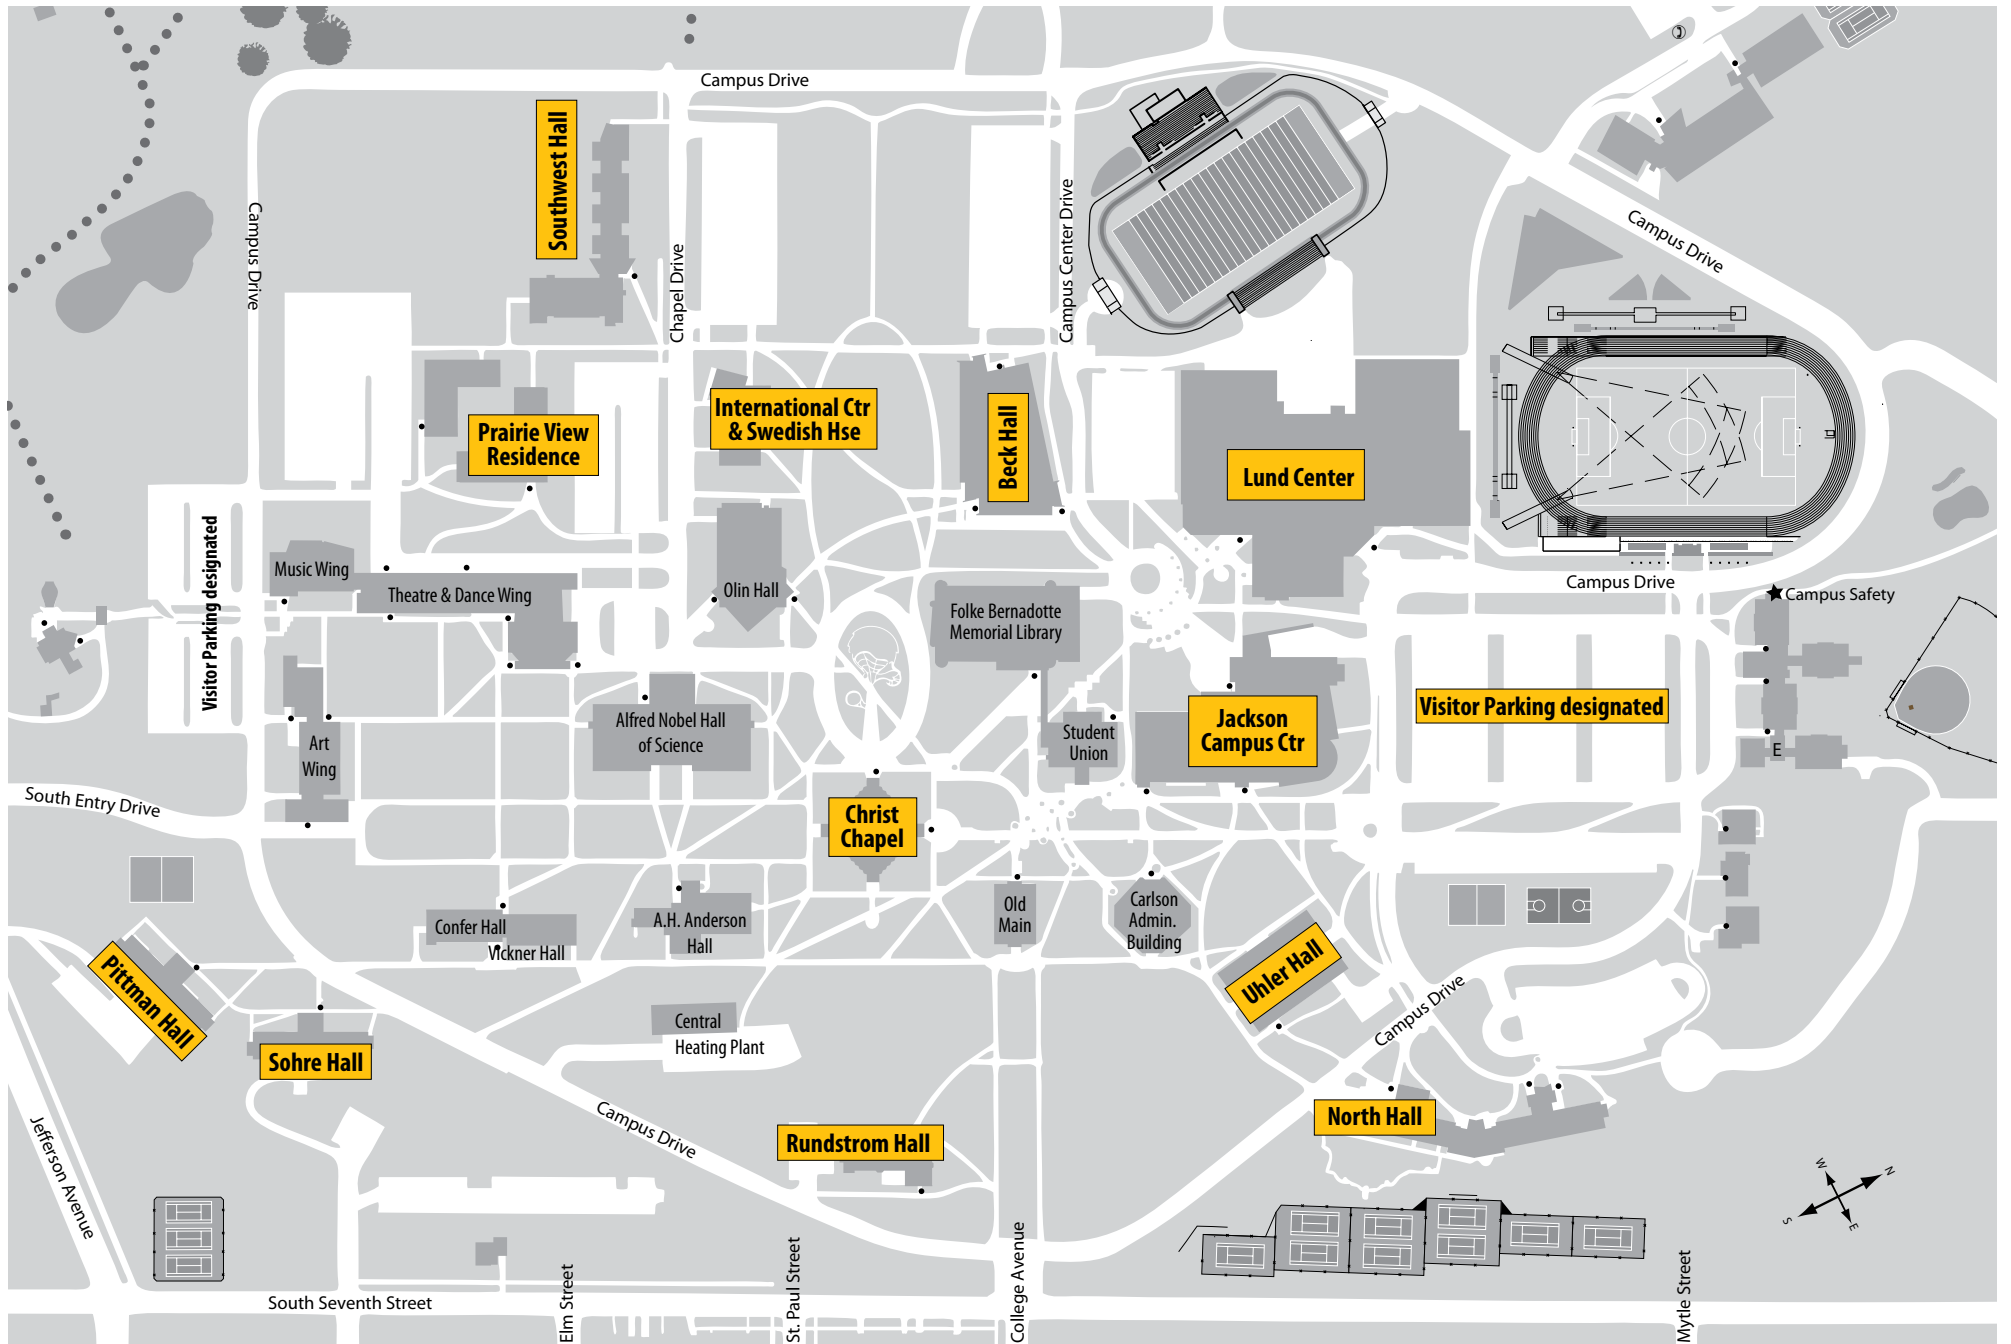 Campus Drive
Southwest Hall
Campus Drive
Chapel Drive
Campus Center Drive
Campus Drive
International Ctr
& Swedish Hse
Prairie View
Residence
Beck Hall
Lund Center
Visitor Parking designated
Music Wing
Theatre & Dance Wing
Olin Hall
Folke Bernadotte
Memorial Library
Campus Drive
Campus Safety
Alfred Nobel Hall
of Science
Student
Union
Jackson
Campus Ctr
Visitor Parking designated
E
Art
Wing
South Entry Drive
Christ
Chapel
Confer Hall
Vickner Hall
A.H. Anderson
Hall
Old
Main
Carlson
Admin.
Building
Uhler Hall
Pittman Hall
Sohre Hall
Central
Heating Plant
Campus Drive
Campus Drive
Rundstrom Hall
North Hall
Jefferson Avenue
W
N
S
E
South Seventh Street
Elm Street
St. Paul Street
College Avenue
Mytle Street